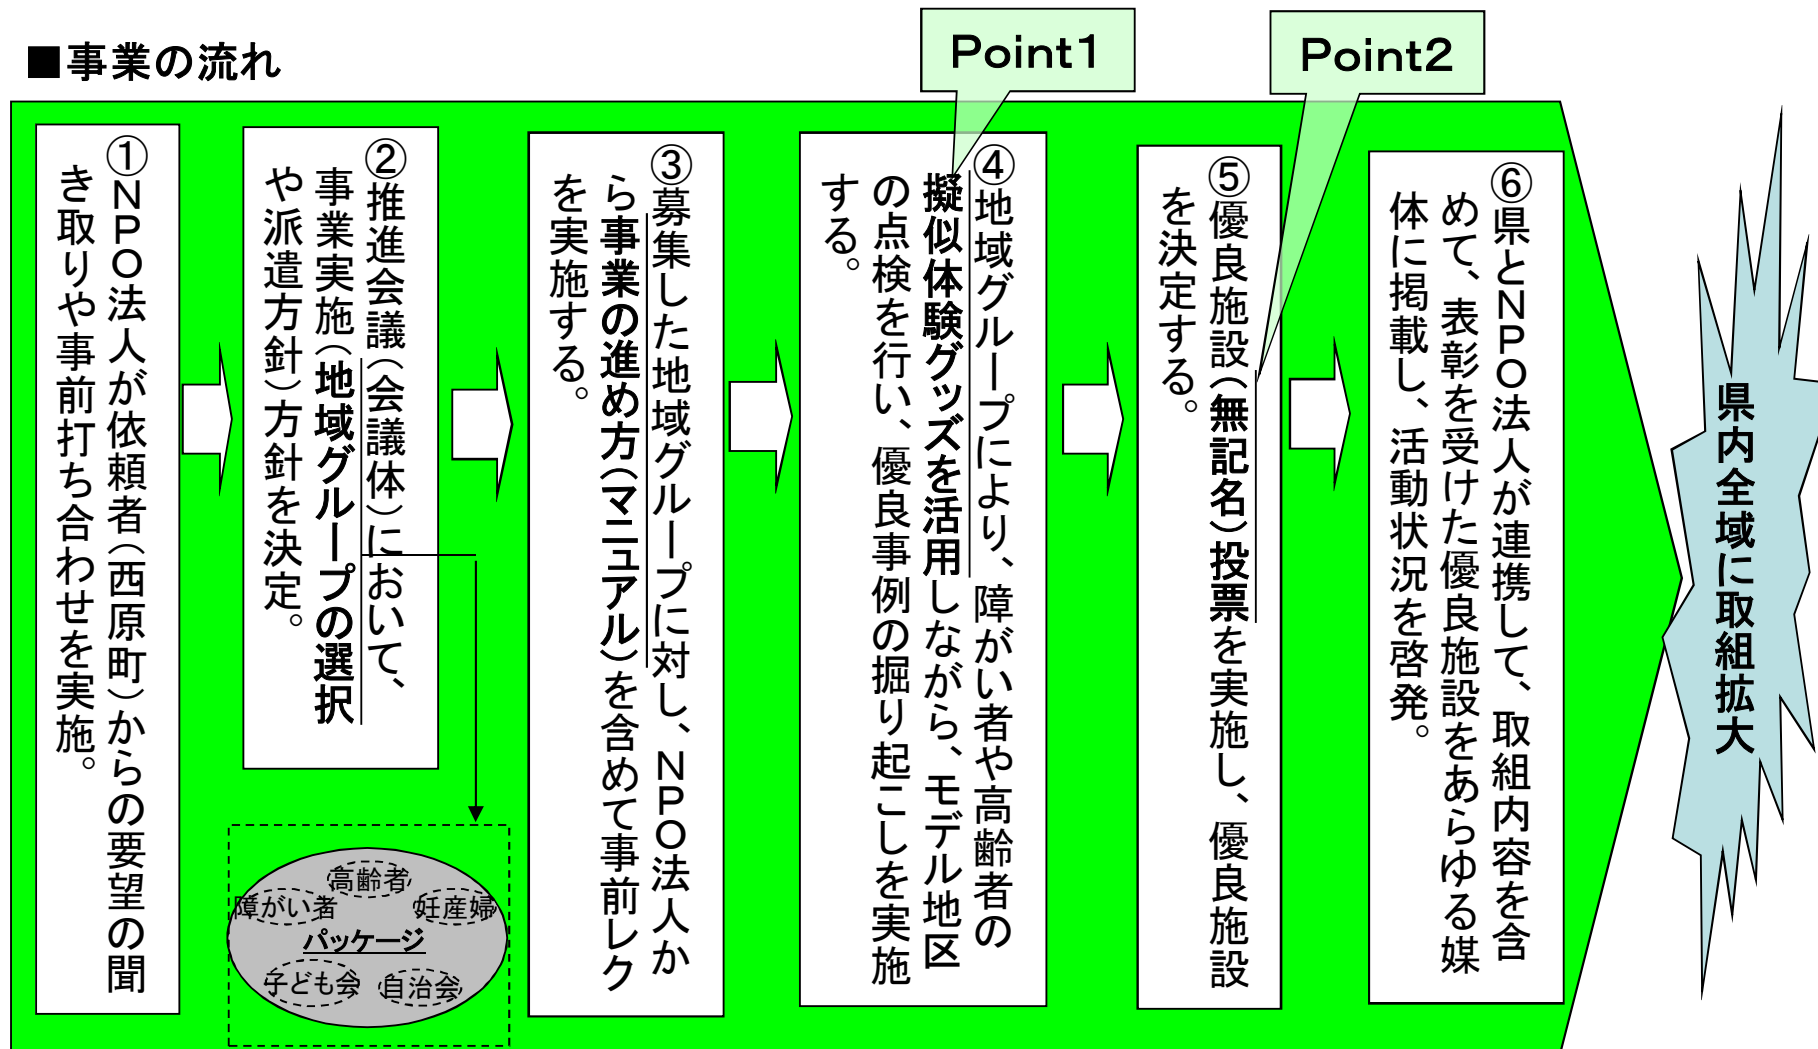 ■事業の流れ
Point1
Point2
①ＮＰＯ法人が依頼者（西原町）からの要望の聞
き取りや事前打ち合わせを実施。
②推進会議（会議体）において、
事業実施（地域グループの選択
や派遣方針）方針を決定。
高齢者
障がい者
妊産婦
パッケージ
子ども会
自治会
③募集した地域グループに対し、ＮＰＯ法人か
ら事業の進め方（マニュアル）を含めて事前レク
を実施する。
④地域グループにより、障がい者や高齢者の
擬似体験グッズを活用しながら、モデル地区
の点検を行い、優良事例の掘り起こしを実施
する。
⑤優良施設（無記名）投票を実施し、優良施設
を決定する。
⑥県とＮＰＯ法人が連携して、取組内容を含
めて、表彰を受けた優良施設をあらゆる媒
体に掲載し、活動状況を啓発。
県内全域に取組拡大